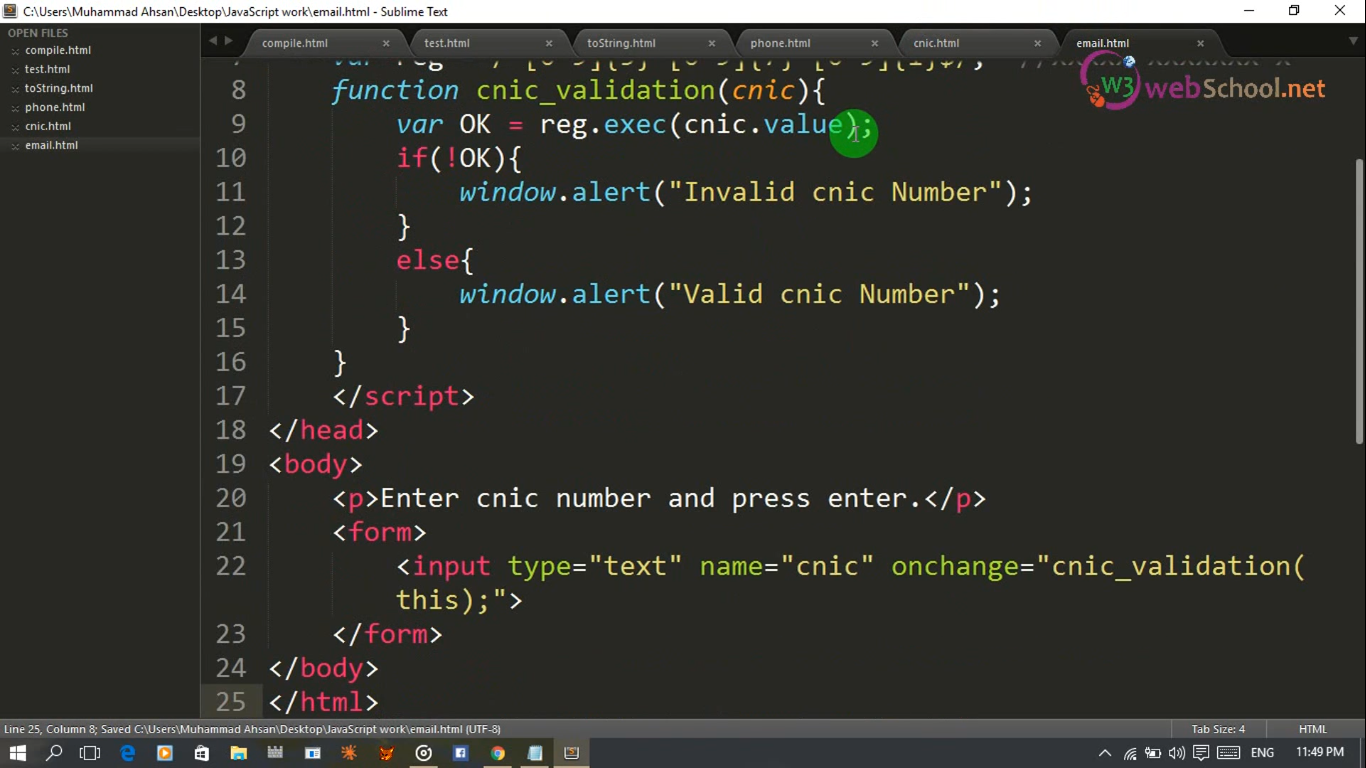 C:\Users\Muhammad Ahsan\Desktop\JavaScript work\email.html - Sublime Text
OPEN FILES
compile.html
test.html
toString.html
phone.html
cnic.html
email.html
compile.html × test.html × toString.html × phone.html × cnic.html × email.html ×
W3 webSchool.net
8 function cnic_validation(cnic){
9 var OK = reg.exec(cnic.value);
10 if(!OK){
11 window.alert("Invalid cnic Number");
12 }
13 else{
14 window.alert("Valid cnic Number");
15 }
16 }
17 </script>
18 </head>
19 <body>
20 <p>Enter cnic number and press enter.</p>
21 <form>
22 <input type="text" name="cnic" onchange="cnic_validation(
this);">
23 </form>
24 </body>
25 </html>
Line 25, Column 8; Saved C:\Users\Muhammad Ahsan\Desktop\JavaScript work\email.html (UTF-8) Tab Size: 4 HTML
ENG 11:49 PM